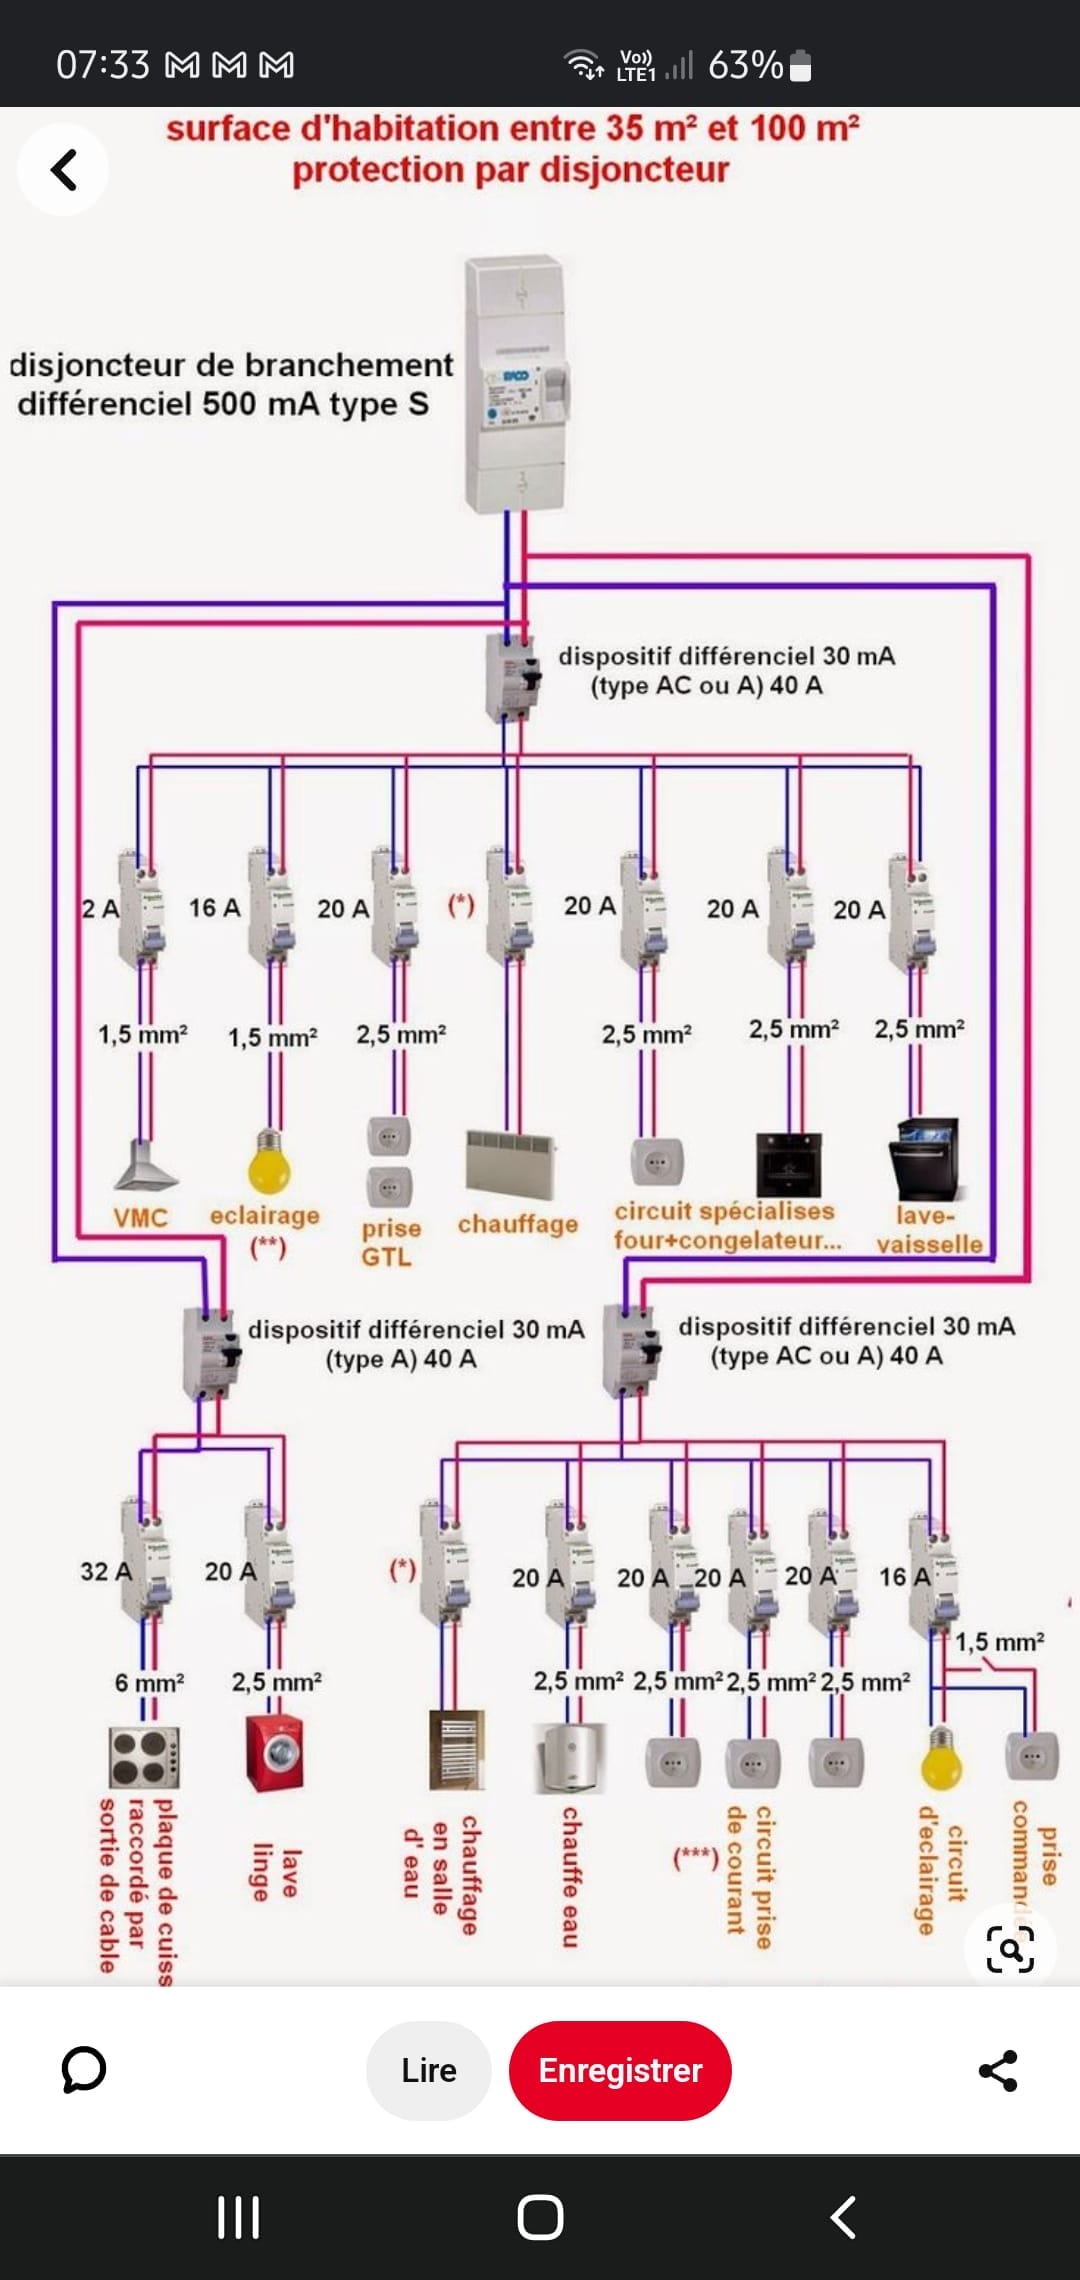 07:33
Vo))
LTE1
63%
surface d'habitation entre 35 m² et 100 m²
protection par disjoncteur
disjoncteur de branchement
différenciel 500 mA type S
dispositif différenciel 30 mA
(type AC ou A) 40 A
2 A
16 A
20 A
(*)
20 A
20 A
20 A
1,5 mm²
1,5 mm²
2,5 mm²
2,5 mm²
2,5 mm²
2,5 mm²
VMC
eclairage
(**)
prise
GTL
chauffage
circuit spécialises
four+congelateur...
lave-
vaisselle
dispositif différenciel 30 mA
(type A) 40 A
dispositif différenciel 30 mA
(type AC ou A) 40 A
32 A
20 A
(*)
20 A
20 A
20 A
20 A
16 A
1,5 mm²
6 mm²
2,5 mm²
2,5 mm²
2,5 mm²
2,5 mm²
2,5 mm²
plaque de cuiss
raccordé par
sortie de cable
lave
linge
chauffage
en salle
d' eau
chauffe eau
(***)
circuit prise
de courant
circuit
d'eclairage
prise
Lire
Enregistrer